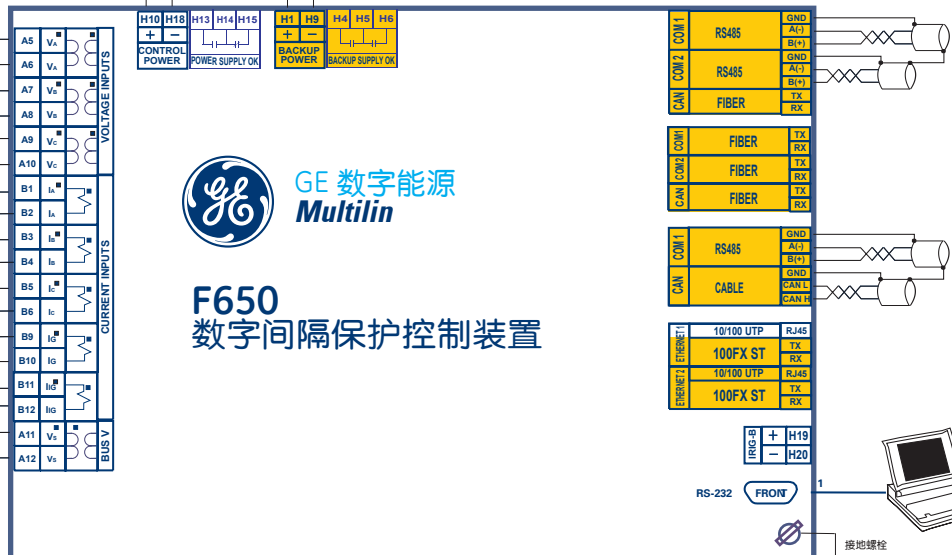 H10 H18 H13 H14 H15
+ −
CONTROL POWER
POWER SUPPLY OK
H1 H9 H4 H5 H6
+ −
BACKUP POWER
BACKUP SUPPLY OK
A5 VA
A6 VA
A7 VB
A8 VB
A9 VC
A10 VC
VOLTAGE INPUTS
B1 IA
B2 IA
B3 IB
B4 IB
B5 IC
B6 IC
B9 IG
B10 IG
B11 IIG
B12 IIG
CURRENT INPUTS
A11 VS
A12 VS
BUS V
GE
GE 数字能源
Multilin
F650
数字间隔保护控制装置
COM 1 RS485 GND
A(-)
B(+)
COM 2 RS485 GND
A(-)
B(+)
CAN FIBER TX
RX
COM1 FIBER TX
RX
COM2 FIBER TX
RX
CAN FIBER TX
RX
COM 1 RS485 GND
A(-)
B(+)
CAN CABLE GND
CAN L
CAN H
ETHERNET 1 10/100 UTP RJ45
100FX ST TX
RX
ETHERNET 2 10/100 UTP RJ45
100FX ST TX
RX
IRIG-B + H19
− H20
RS-232 FRONT 1
接地螺栓